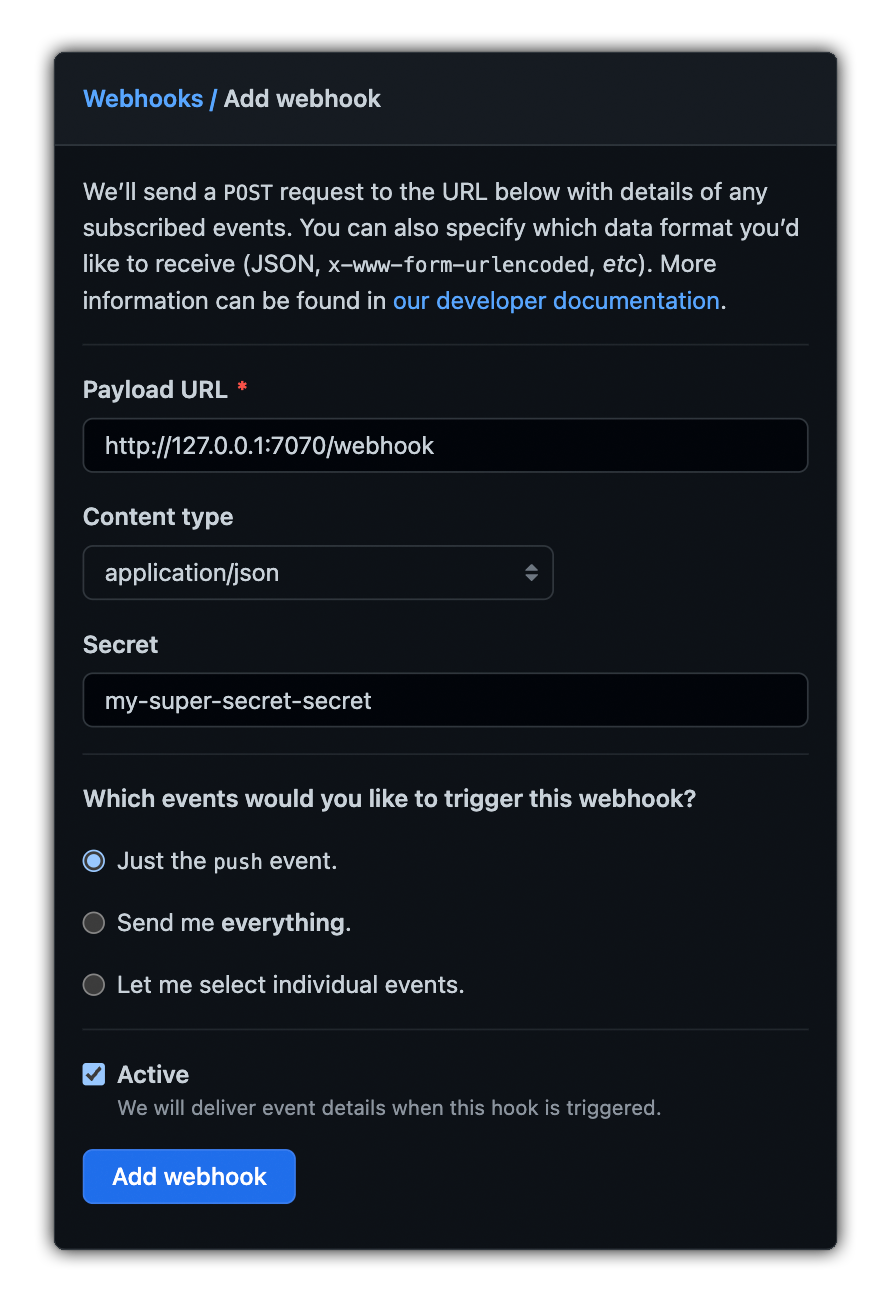 Webhooks / Add webhook
We’ll send a POST request to the URL below with details of any
subscribed events. You can also specify which data format you’d
like to receive (JSON, x-www-form-urlencoded, etc). More
information can be found in our developer documentation.
Payload URL *
http://127.0.0.1:7070/webhook
Content type
application/json
Secret
my-super-secret-secret
Which events would you like to trigger this webhook?
Just the push event.
Send me everything.
Let me select individual events.
Active
We will deliver event details when this hook is triggered.
Add webhook